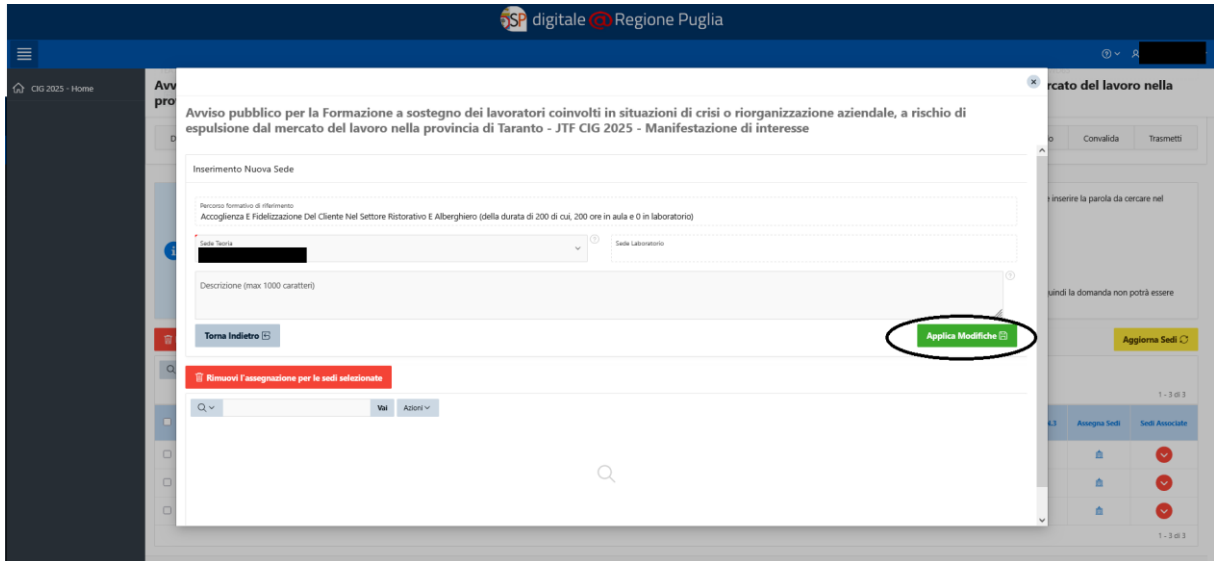 OSP digitale@Regione Puglia
CIG 2025 - Home
Avv
pro
rcato del lavoro nella
D
o
Convalida
Trasmetti
Avviso pubblico per la Formazione a sostegno dei lavoratori coinvolti in situazioni di crisi o riorganizzazione aziendale, a rischio di
espulsione dal mercato del lavoro nella provincia di Taranto - JTF CIG 2025 - Manifestazione di interesse
Inserimento Nuova Sede
inserire la parola da cercare nel
Percorso formativo di riferimento
Accoglienza E Fidelizzazione Del Cliente Nel Settore Ristorativo E Alberghiero (della durata di 200 di cui, 200 ore in aula e 0 in laboratorio)
Sede Teoria
Sede Laboratorio
Descrizione (max 1000 caratteri)
uindi la domanda non potrà essere
Torna Indietro
Applica Modifiche
Aggiorna Sedi
Rimuovi l'assegnazione per le sedi selezionate
1 - 3 di 3
Vai
Azioni
Assegna Sedi
Sedi Associate
1 - 3 di 3